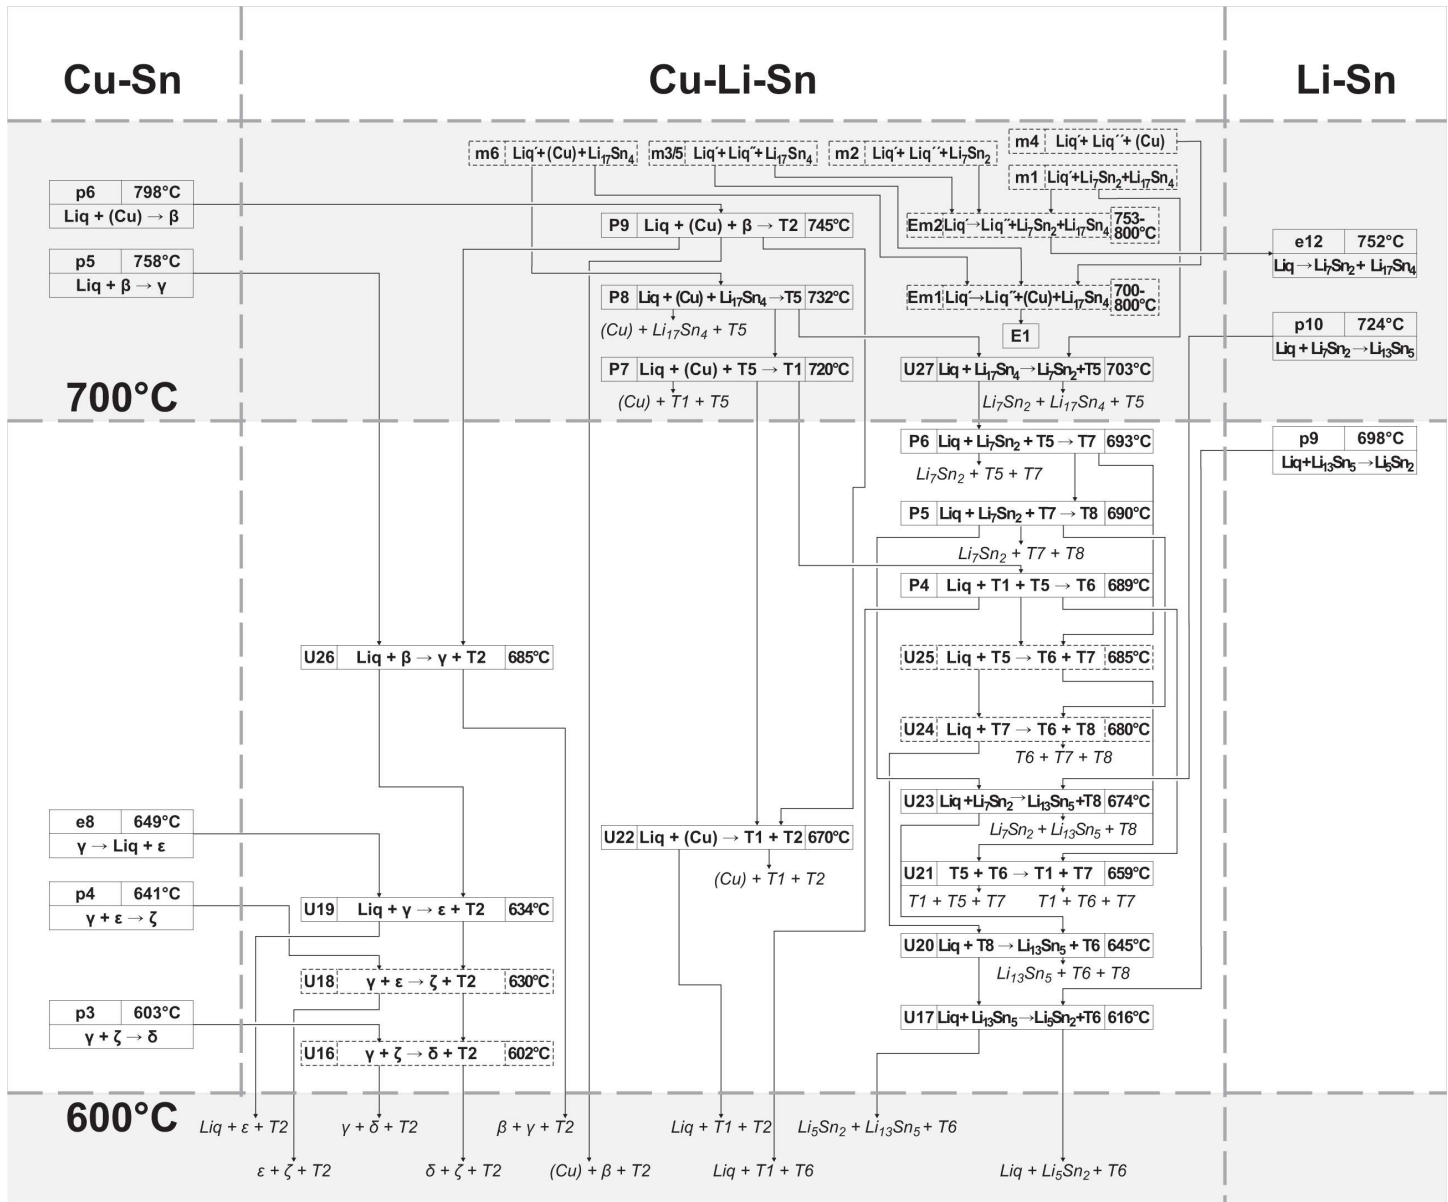 Cu-Sn
Cu-Li-Sn
Li-Sn
m6 Liq´+ (Cu) + Li17Sn4
m3/5 Liq´+ Liq´´+ Li17Sn4
m2 Liq´+ Liq´´+ Li7Sn2
m4 Liq´+ Liq´´+ (Cu)
m1 Liq´+Li7Sn2+Li17Sn4
p6 798°C
Liq + (Cu) → β
P9 Liq + (Cu) + β → T2 745°C
Em2 Liq´→Liq´´+Li7Sn2+Li17Sn4 753-
800°C
e12 752°C
Liq→Li7Sn2+ Li17Sn4
p5 758°C
Liq + β → γ
P8 Liq + (Cu) + Li17Sn4→T5 732°C
(Cu) + Li17Sn4 + T5
Em1 Liq´→Liq´´+(Cu)+Li17Sn4 700-
800°C
E1
p10 724°C
Liq + Li7Sn2→Li13Sn5
P7 Liq + (Cu) + T5 → T1 720°C
(Cu) + T1 + T5
U27 Liq + Li17Sn4→Li7Sn2+T5 703°C
Li7Sn2 + Li17Sn4 + T5
700°C
P6 Liq + Li7Sn2 + T5 → T7 693°C
Li7Sn2 + T5 + T7
p9 698°C
Liq+Li13Sn5→Li5Sn2
P5 Liq + Li7Sn2 + T7 → T8 690°C
Li7Sn2 + T7 + T8
P4 Liq + T1 + T5 → T6 689°C
U26 Liq + β → γ + T2 685°C
U25 Liq + T5 → T6 + T7 685°C
U24 Liq + T7 → T6 + T8 680°C
T6 + T7 + T8
U23 Liq+Li7Sn2→Li13Sn5+T8 674°C
Li7Sn2 + Li13Sn5 + T8
U22 Liq + (Cu) → T1 + T2 670°C
(Cu) + T1 + T2
e8 649°C
γ → Liq + ε
U21 T5 + T6 → T1 + T7 659°C
T1 + T5 + T7
T1 + T6 + T7
p4 641°C
γ + ε → ζ
U19 Liq + γ → ε + T2 634°C
U20 Liq + T8 → Li13Sn5 + T6 645°C
Li13Sn5 + T6 + T8
U18 γ + ε → ζ + T2 630°C
p3 603°C
γ + ζ → δ
U17 Liq+ Li13Sn5→Li5Sn2+T6 616°C
U16 γ + ζ → δ + T2 602°C
600°C
Liq + ε + T2
γ + δ + T2
β + γ + T2
Liq + T1 + T2
Li5Sn2 + Li13Sn5 + T6
ε + ζ + T2
δ + ζ + T2
(Cu) + β + T2
Liq + T1 + T6
Liq + Li5Sn2 + T6